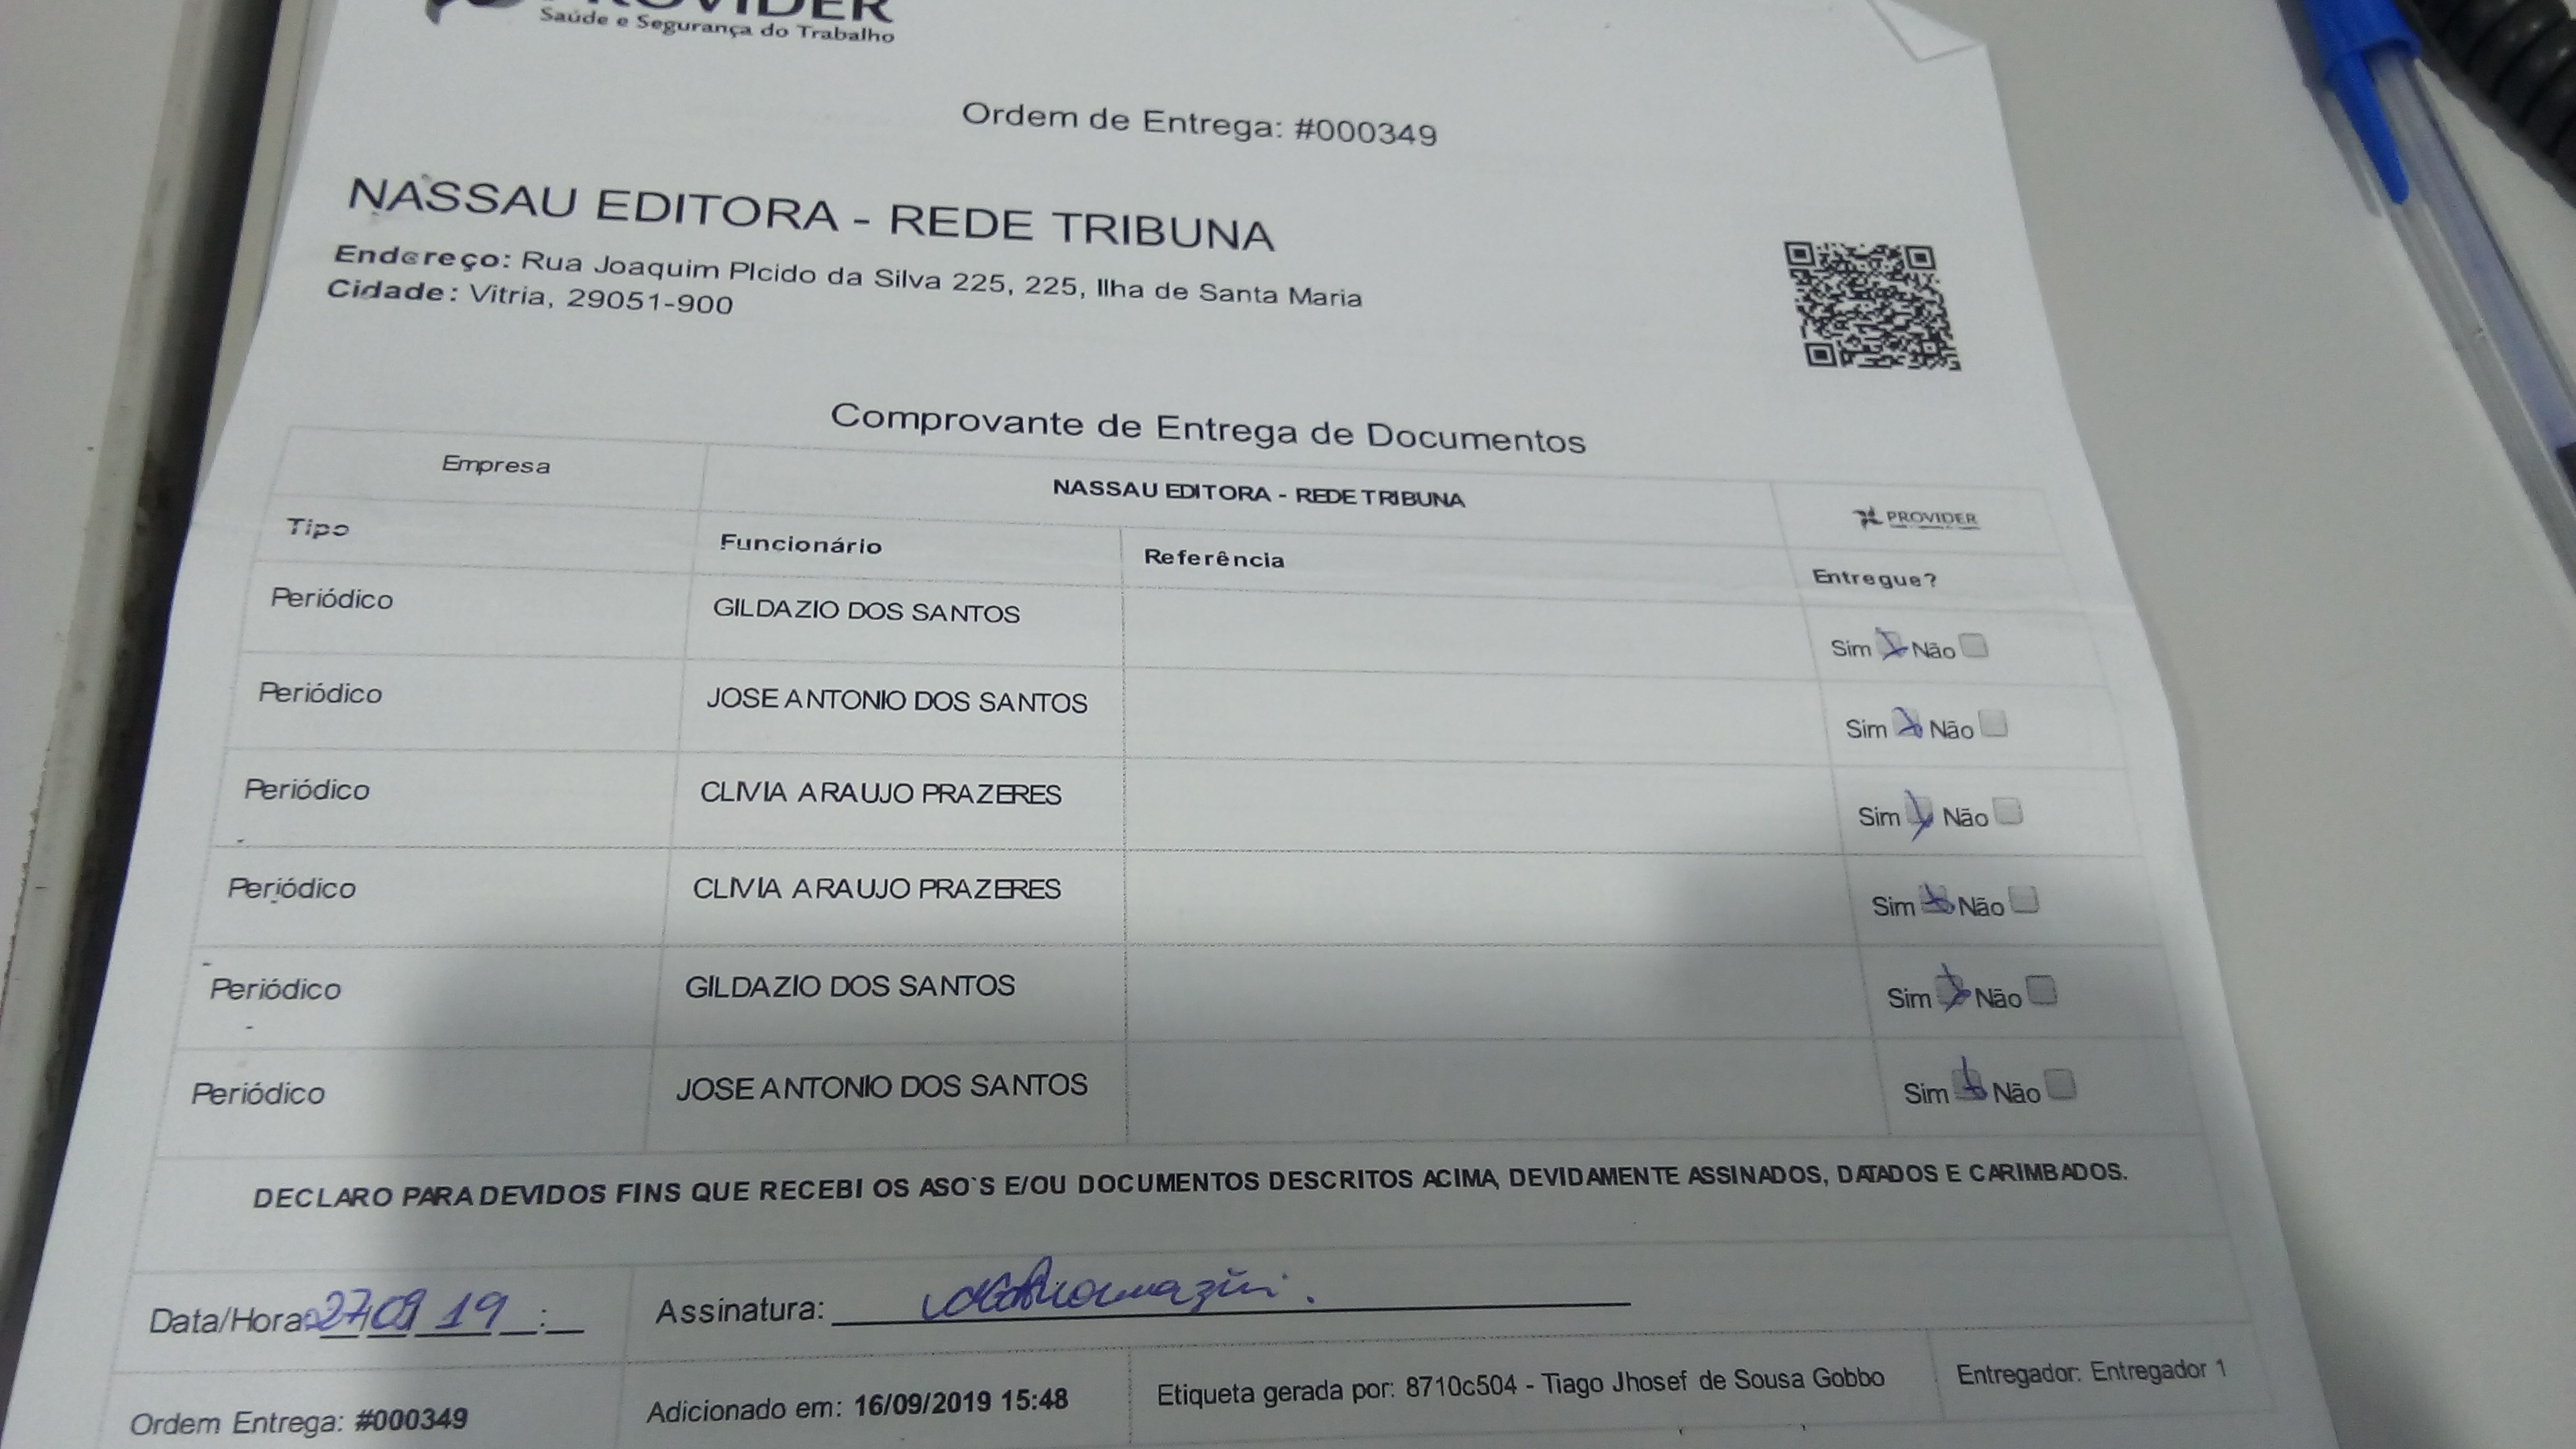 PROVIDER
Saúde e Segurança do Trabalho
Ordem de Entrega: #000349
NASSAU EDITORA - REDE TRIBUNA
Endereço: Rua Joaquim Plcido da Silva 225, 225, Ilha de Santa Maria
Cidade: Vitria, 29051-900
Comprovante de Entrega de Documentos
Empresa NASSAU EDITORA - REDE TRIBUNA PROVIDER
Tipo Funcionário Referência Entregue?
Periódico GILDAZIO DOS SANTOS Sim Não
Periódico JOSE ANTONIO DOS SANTOS Sim Não
Periódico CLIVIA ARAUJO PRAZERES Sim Não
Periódico CLIVIA ARAUJO PRAZERES Sim Não
Periódico GILDAZIO DOS SANTOS Sim Não
Periódico JOSE ANTONIO DOS SANTOS Sim Não
DECLARO PARA DEVIDOS FINS QUE RECEBI OS ASO`S E/OU DOCUMENTOS DESCRITOS ACIMA, DEVIDAMENTE ASSINADOS, DATADOS E CARIMBADOS.
Data/Hora: 27 09 19 __:__ Assinatura:
Ordem Entrega: #000349 Adicionado em: 16/09/2019 15:48 Etiqueta gerada por: 8710c504 - Tiago Jhosef de Sousa Gobbo Entregador: Entregador 1